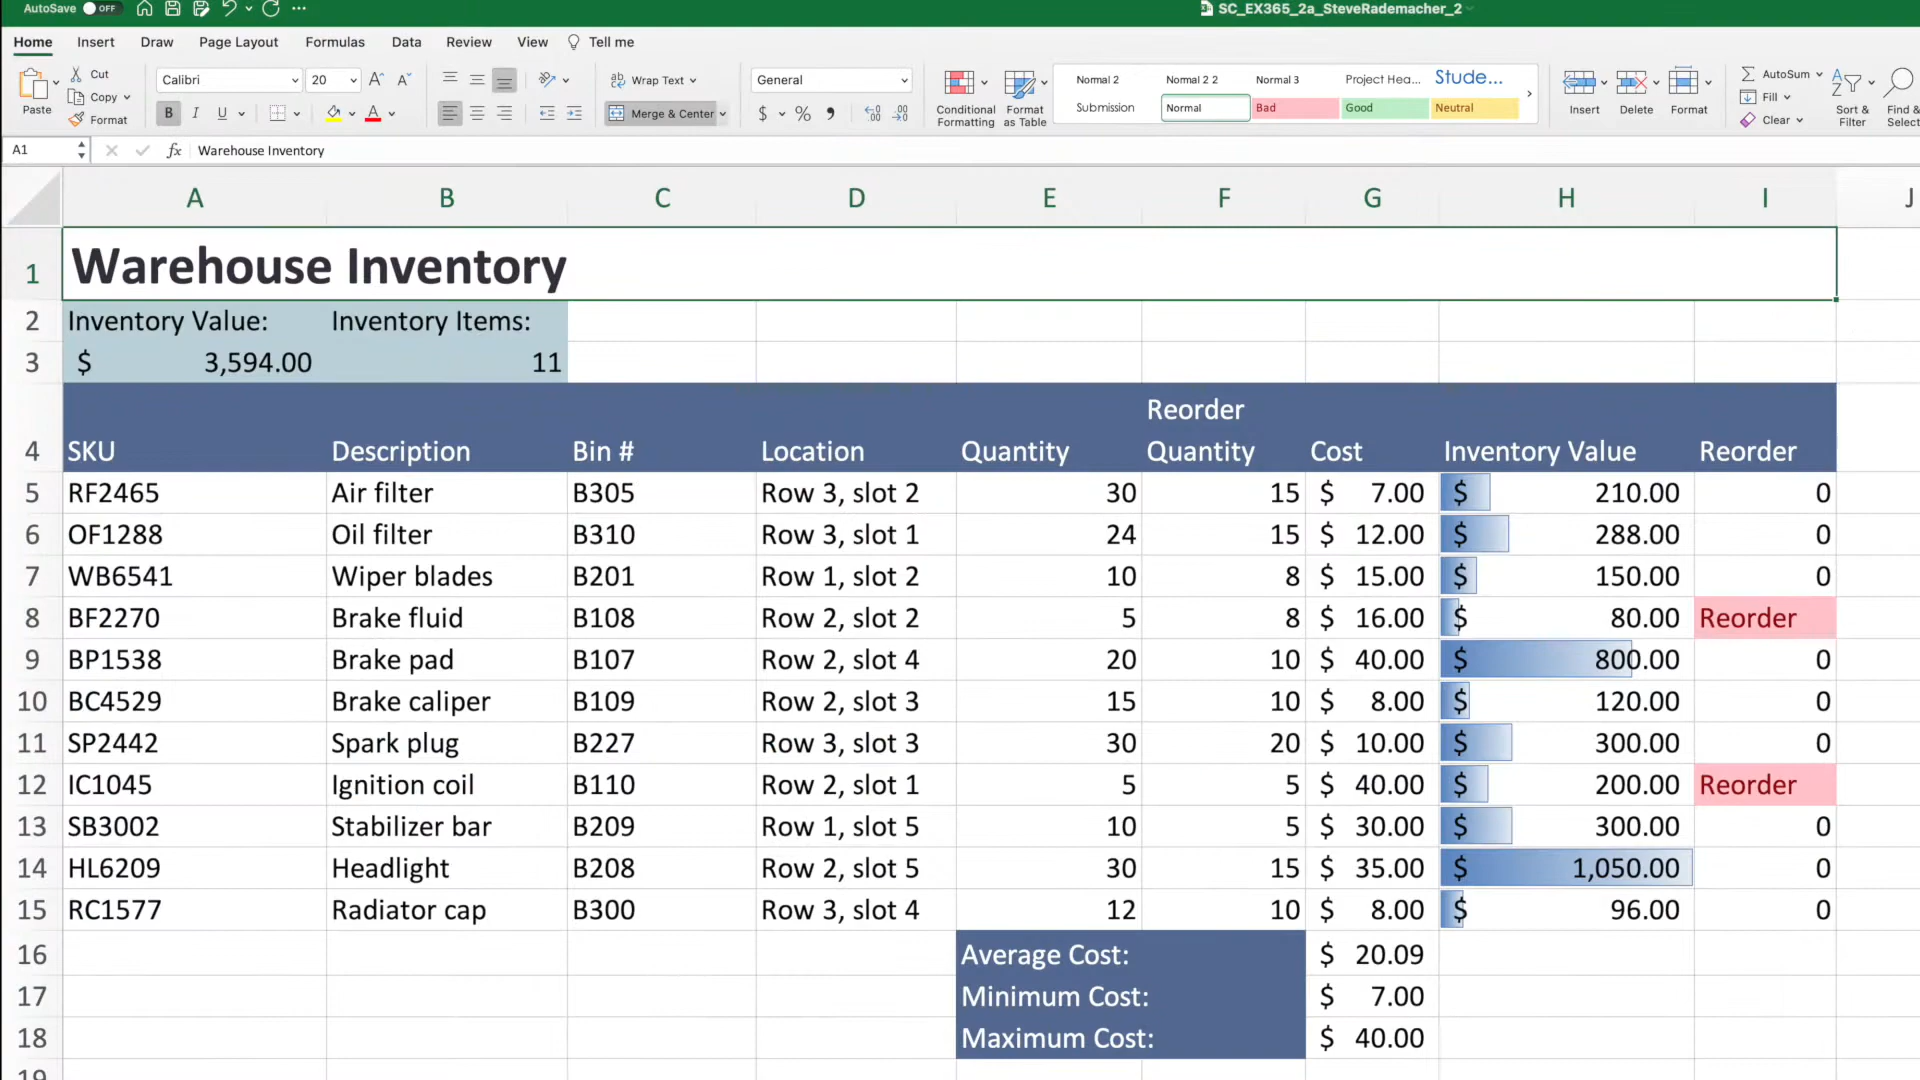 AutoSave OFF SC_EX365_2a_SteveRademacher_2
Home Insert Draw Page Layout Formulas Data Review View Tell me
Paste Cut Copy Format
Calibri 20 A A
B I U A
Wrap Text
Merge & Center
General
$ % ,
Conditional Formatting
Format as Table
Normal 2 Normal 2 2 Normal 3 Project Hea... Stude...
Submission Normal Bad Good Neutral
Insert Delete Format
AutoSum
Fill
Clear
Sort & Filter
Find & Select
A1 fx Warehouse Inventory
A B C D E F G H I J
1 Warehouse Inventory
2 Inventory Value: Inventory Items:
3 $ 3,594.00 11
4 SKU Description Bin # Location Quantity Reorder Quantity Cost Inventory Value Reorder
5 RF2465 Air filter B305 Row 3, slot 2 30 15 $ 7.00 $ 210.00 0
6 OF1288 Oil filter B310 Row 3, slot 1 24 15 $ 12.00 $ 288.00 0
7 WB6541 Wiper blades B201 Row 1, slot 2 10 8 $ 15.00 $ 150.00 0
8 BF2270 Brake fluid B108 Row 2, slot 2 5 8 $ 16.00 $ 80.00 Reorder
9 BP1538 Brake pad B107 Row 2, slot 4 20 10 $ 40.00 $ 800.00 0
10 BC4529 Brake caliper B109 Row 2, slot 3 15 10 $ 8.00 $ 120.00 0
11 SP2442 Spark plug B227 Row 3, slot 3 30 20 $ 10.00 $ 300.00 0
12 IC1045 Ignition coil B110 Row 2, slot 1 5 5 $ 40.00 $ 200.00 Reorder
13 SB3002 Stabilizer bar B209 Row 1, slot 5 10 5 $ 30.00 $ 300.00 0
14 HL6209 Headlight B208 Row 2, slot 5 30 15 $ 35.00 $ 1,050.00 0
15 RC1577 Radiator cap B300 Row 3, slot 4 12 10 $ 8.00 $ 96.00 0
16 Average Cost: $ 20.09
17 Minimum Cost: $ 7.00
18 Maximum Cost: $ 40.00
19